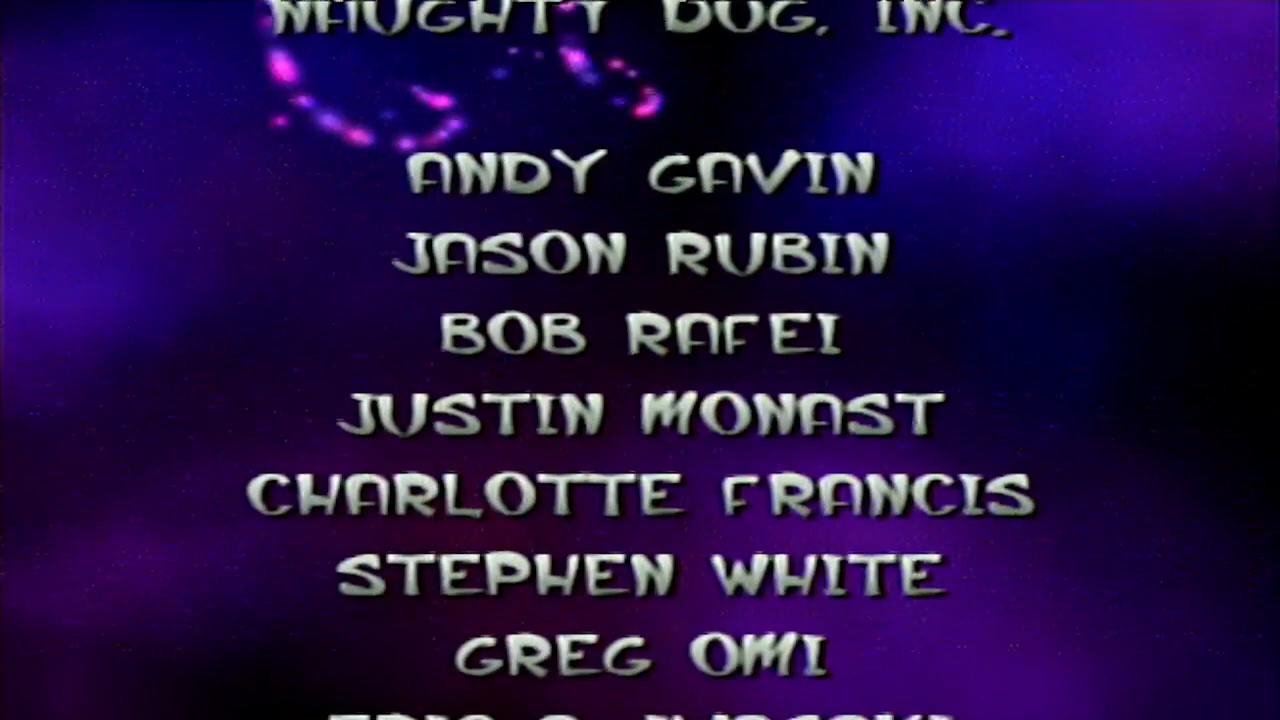 NAUGHTY DOG, INC.
ANDY GAVIN
JASON RUBIN
BOB RAFEI
JUSTIN MONAST
CHARLOTTE FRANCIS
STEPHEN WHITE
GREG OMI